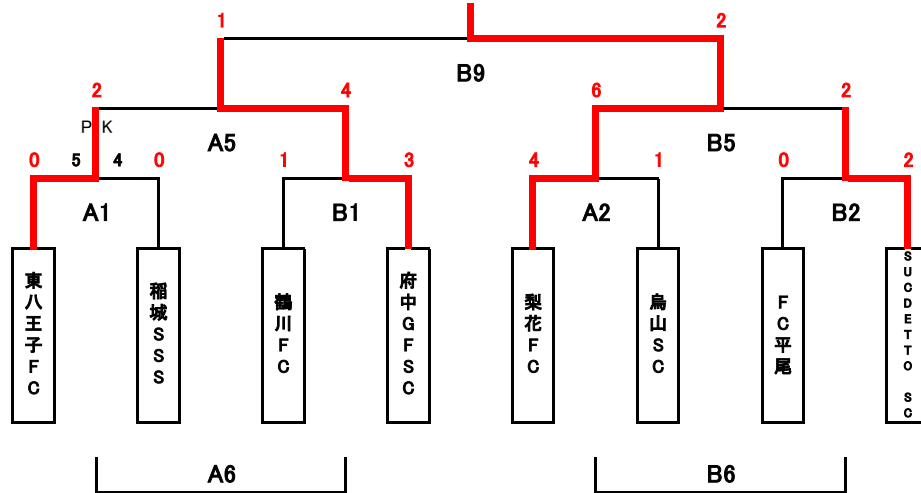 1 2
B9
2 4 6 2
P K
A5 B5
0 5 4 0 1 3 4 1 0 2
A1 B1 A2 B2
東八王子FC
稲城SSS
鶴川FC
府中GFSC
梨花FC
烏山SC
FC平尾
SUCDETTO SC
A6 B6